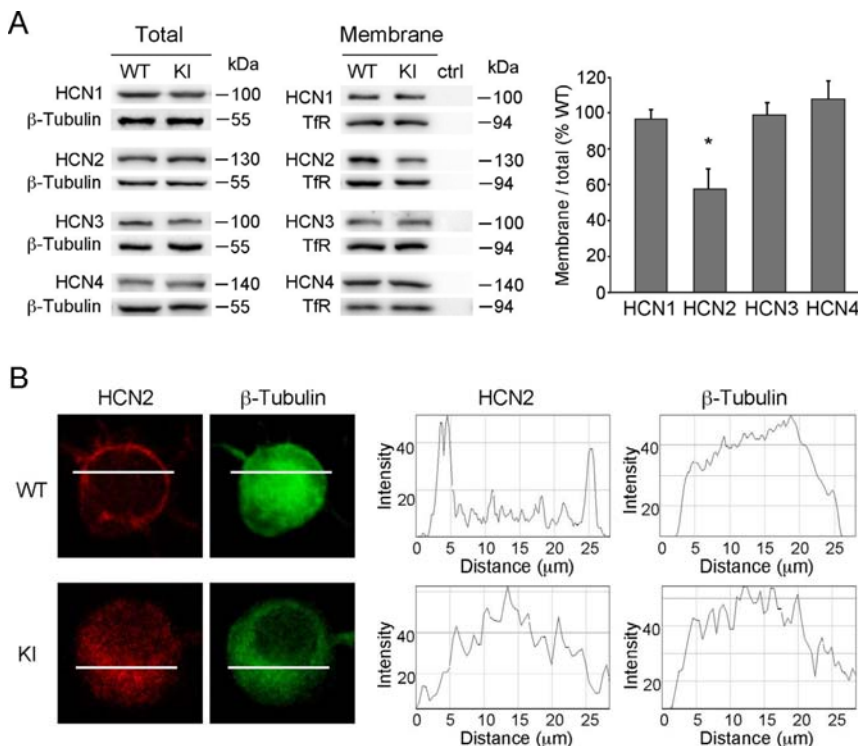 A
Total
Membrane
WT KI kDa
WT KI ctrl kDa
HCN1 –100
β-Tubulin –55
HCN2 –130
β-Tubulin –55
HCN3 –100
β-Tubulin –55
HCN4 –140
β-Tubulin –55
HCN1 –100
TfR –94
HCN2 –130
TfR –94
HCN3 –100
TfR –94
HCN4 –140
TfR –94
Membrane / total (% WT)
120
100
80
60
40
20
0
*
HCN1 HCN2 HCN3 HCN4
B
HCN2 β-Tubulin HCN2 β-Tubulin
WT
Intensity
40
20
0 5 10 15 20 25
Distance (μm)
Intensity
40
20
0 5 10 15 20 25
Distance (μm)
KI
Intensity
40
20
0 5 10 15 20 25
Distance (μm)
Intensity
40
20
0 5 10 15 20 25
Distance (μm)